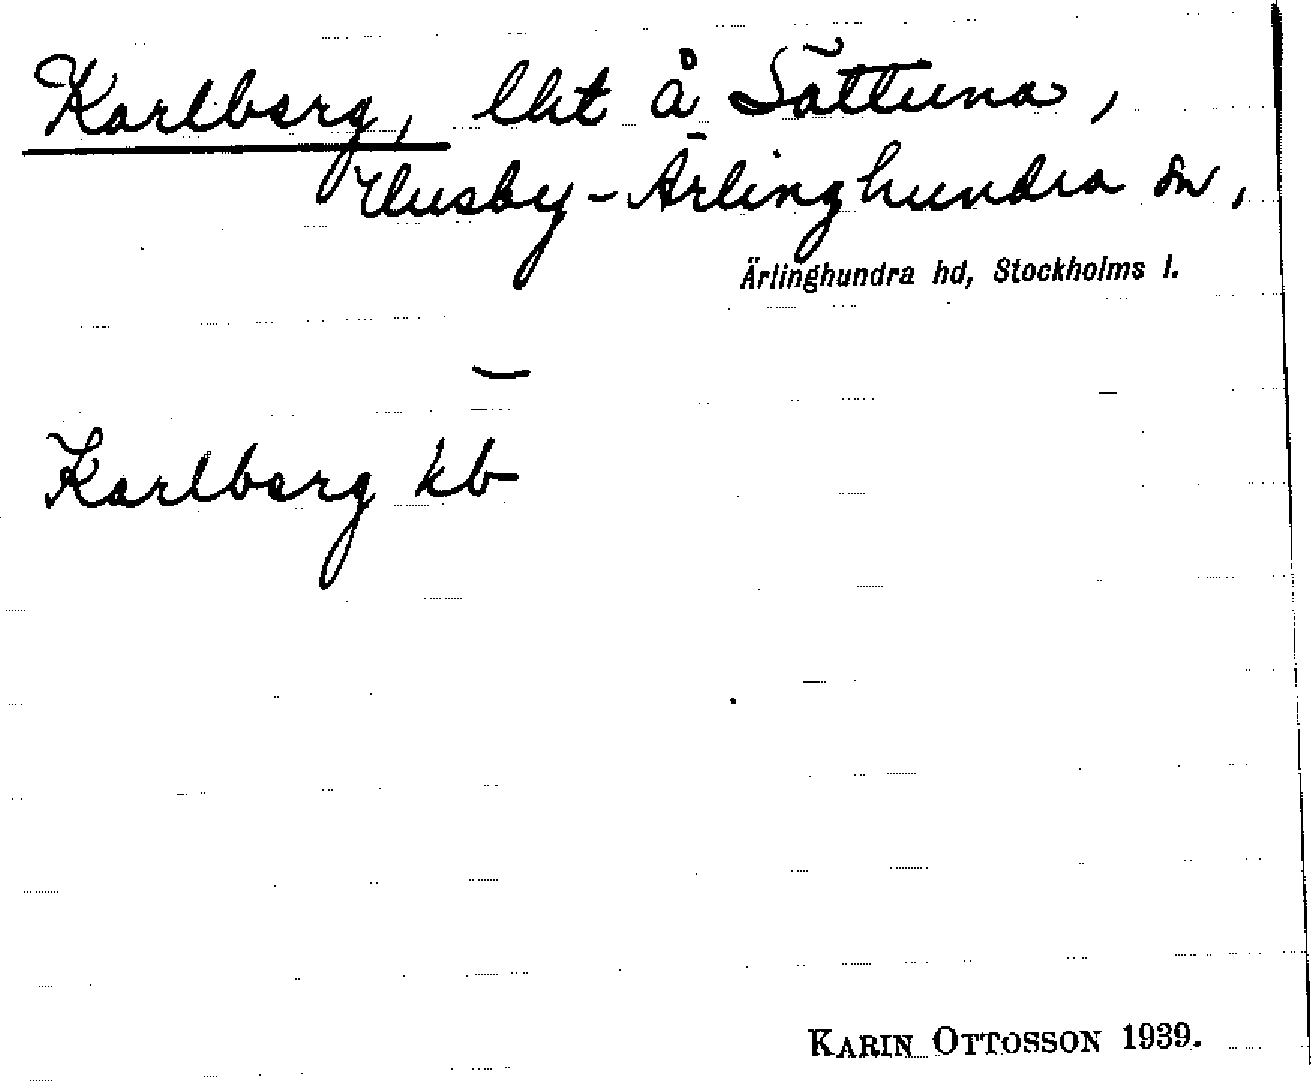 Karlberg, lht å Sättuna,
Husby-Ärlinghundra sn,
Ärlinghundra hd, Stockholms l.
Karlberg kb
KARIN OTTOSSON 1939.